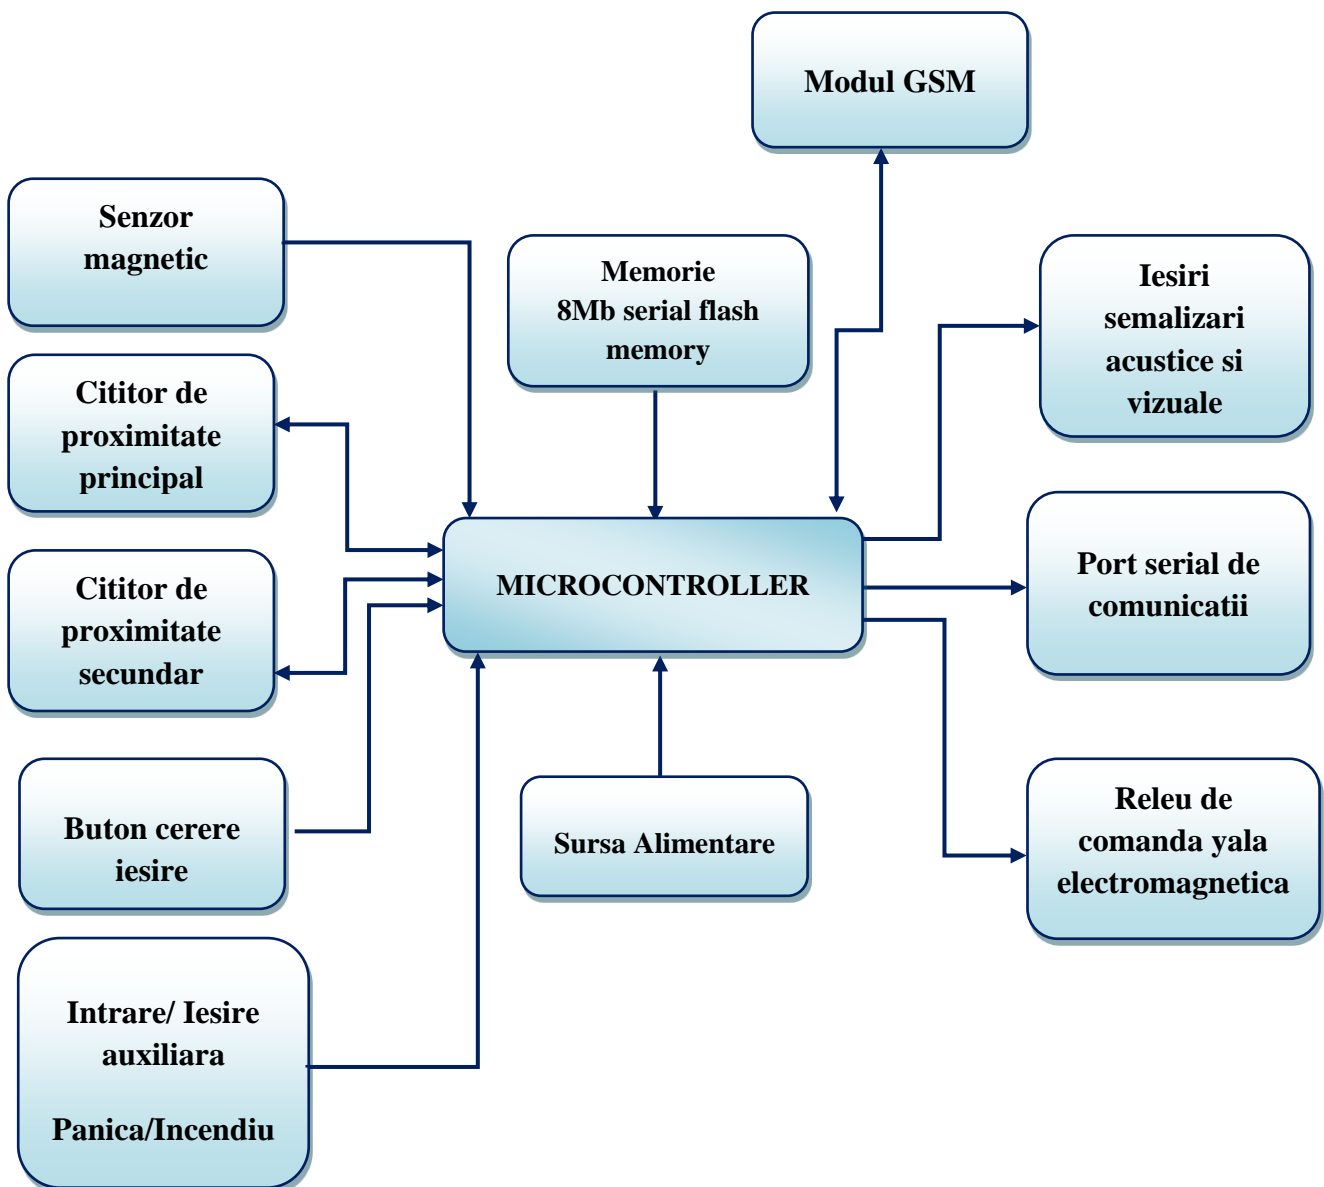 Modul GSM
Senzor
magnetic
Memorie
8Mb serial flash
memory
Iesiri
semalizari
acustice si
vizuale
Cititor de
proximitate
principal
MICROCONTROLLER
Port serial de
comunicatii
Cititor de
proximitate
secundar
Buton cerere
iesire
Sursa Alimentare
Releu de
comanda yala
electromagnetica
Intrare/ Iesire
auxiliara
Panica/Incendiu